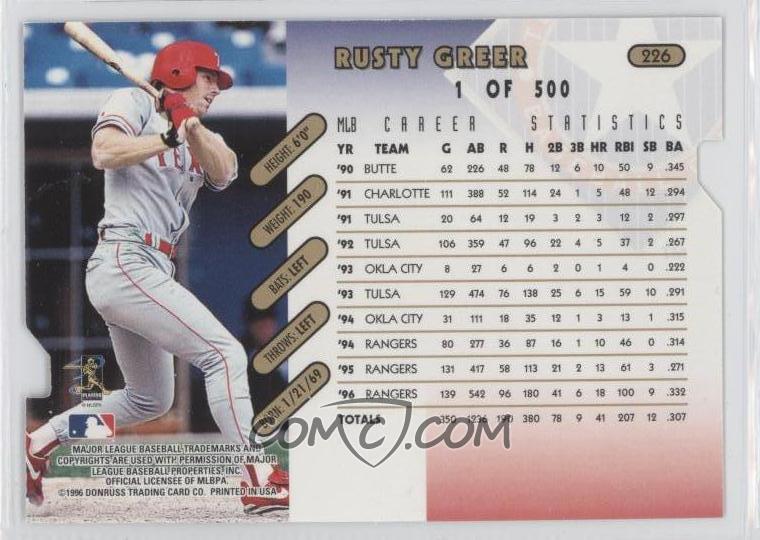 RUSTY GREER
226
1 OF 500
MLB CAREER STATISTICS
YR TEAM G AB R H 2B 3B HR RBI SB BA
'90 BUTTE 62 226 48 78 12 6 10 50 9 .345
'91 CHARLOTTE 111 388 52 114 24 1 5 48 12 .294
'91 TULSA 20 64 12 19 3 2 3 12 2 .297
'92 TULSA 106 359 47 96 22 4 5 37 2 .267
'93 OKLA CITY 8 27 6 6 2 0 1 4 0 .222
'93 TULSA 129 474 76 138 25 6 15 59 10 .291
'94 OKLA CITY 31 111 18 35 12 1 3 13 1 .315
'94 RANGERS 80 277 36 87 16 1 10 46 0 .314
'95 RANGERS 131 417 58 113 21 2 13 61 3 .271
'96 RANGERS 139 542 96 180 41 6 18 100 9 .332
TOTALS 350 1236 190 380 78 9 41 207 12 .307
HEIGHT: 6'0"
WEIGHT: 190
BATS: LEFT
THROWS: LEFT
BORN: 1/21/69
TEXA
PLAYERS
MAJOR LEAGUE BASEBALL TRADEMARKS AND
COPYRIGHTS ARE USED WITH PERMISSION OF MAJOR
LEAGUE BASEBALL PROPERTIES, INC.
OFFICIAL LICENSEE OF MLBPA.
©1996 DONRUSS TRADING CARD CO. PRINTED IN USA
COMC.COM